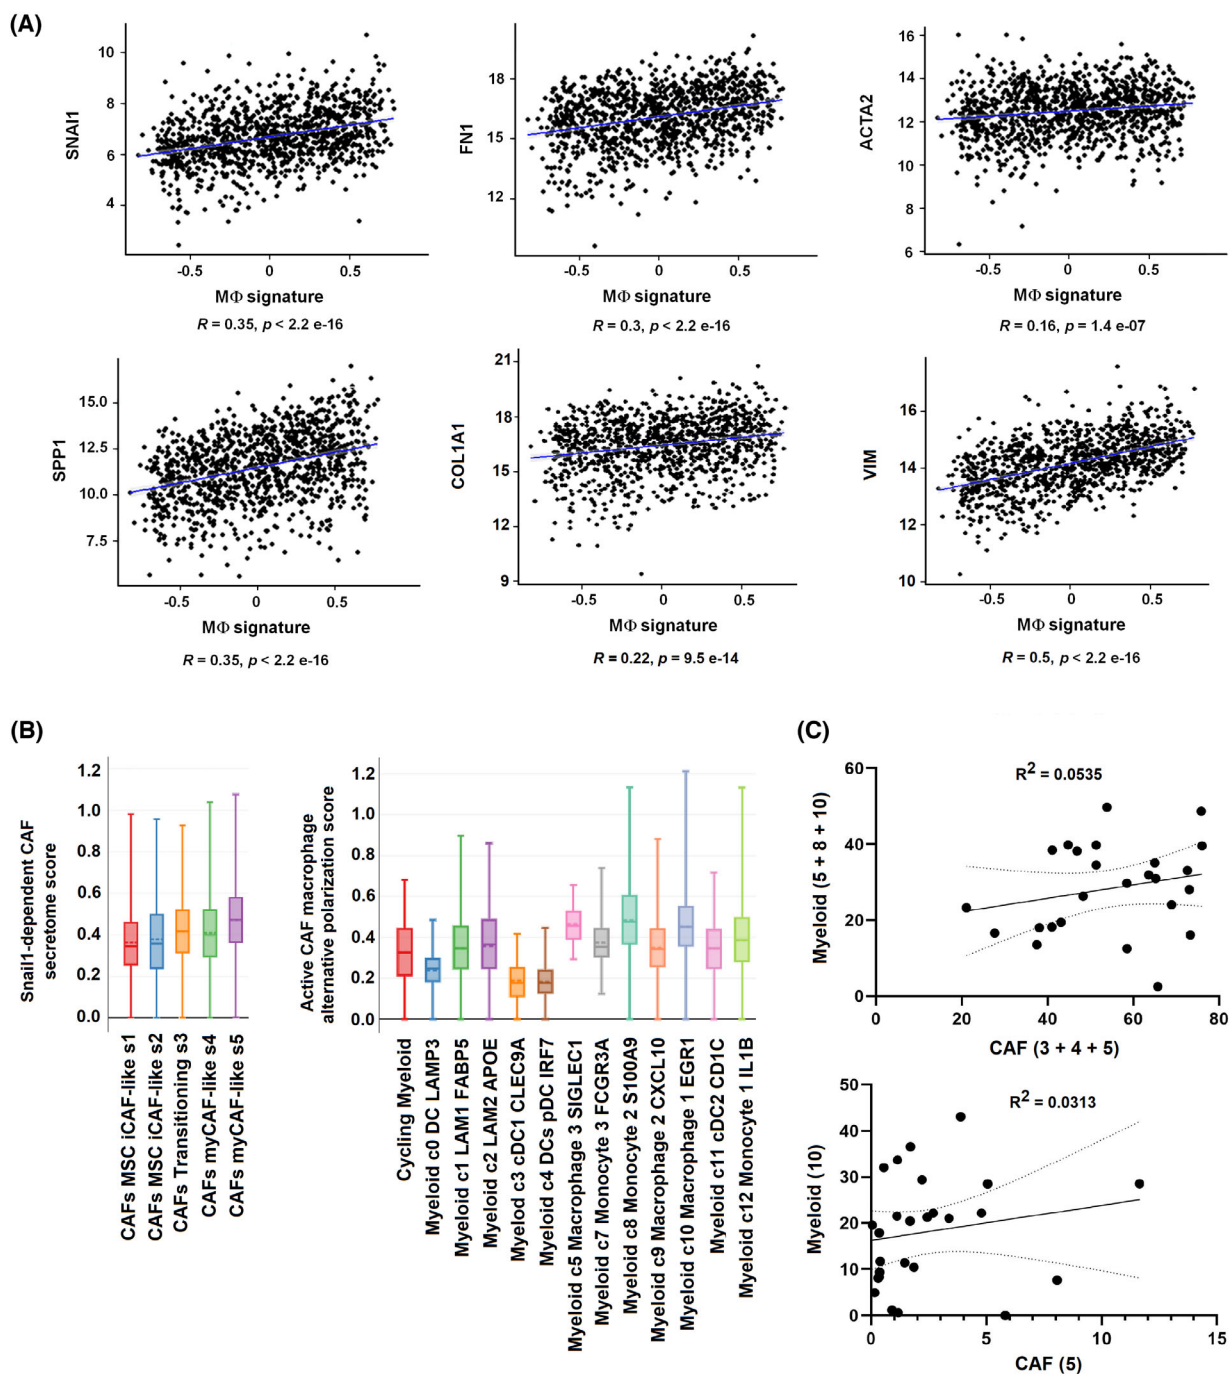 (A)
SNAI1
10
8
6
4
-0.5
0
0.5
MΦ signature
R = 0.35, p < 2.2 e-16
FN1
18
15
12
-0.5
0
0.5
MΦ signature
R = 0.3, p < 2.2 e-16
ACTA2
16
14
12
10
8
6
-0.5
0
0.5
MΦ signature
R = 0.16, p = 1.4 e-07
SPP1
15.0
12.5
10.0
7.5
-0.5
0
0.5
MΦ signature
R = 0.35, p < 2.2 e-16
COL1A1
21
18
15
12
9
-0.5
0
0.5
MΦ signature
R = 0.22, p = 9.5 e-14
VIM
16
14
12
10
-0.5
0
0.5
MΦ signature
R = 0.5, p < 2.2 e-16
(B)
Snail1-dependent CAF
secretome score
1.2
1.0
0.8
0.6
0.4
0.2
0.0
CAFs MSC iCAF-like s1
CAFs MSC iCAF-like s2
CAFs Transitioning s3
CAFs myCAF-like s4
CAFs myCAF-like s5
Active CAF macrophage
alternative polarization score
1.2
1.0
0.8
0.6
0.4
0.2
0.0
Cycling Myeloid
Myeloid c0 DC LAMP3
Myeloid c1 LAM1 FABP5
Myeloid c2 LAM2 APOE
Myelod c3 cDC1 CLEC9A
Myeloid c4 DCs pDC IRF7
Myeloid c5 Macrophage 3 SIGLEC1
Myeloid c7 Monocyte 3 FCGR3A
Myeloid c8 Monocyte 2 S100A9
Myeloid c9 Macrophage 2 CXCL10
Myeloid c10 Macrophage 1 EGR1
Myeloid c11 cDC2 CD1C
Myeloid c12 Monocyte 1 IL1B
(C)
Myeloid (5 + 8 + 10)
60
40
20
0
R2 = 0.0535
0
20
40
60
80
CAF (3 + 4 + 5)
Myeloid (10)
50
40
30
20
10
0
R2 = 0.0313
0
5
10
15
CAF (5)